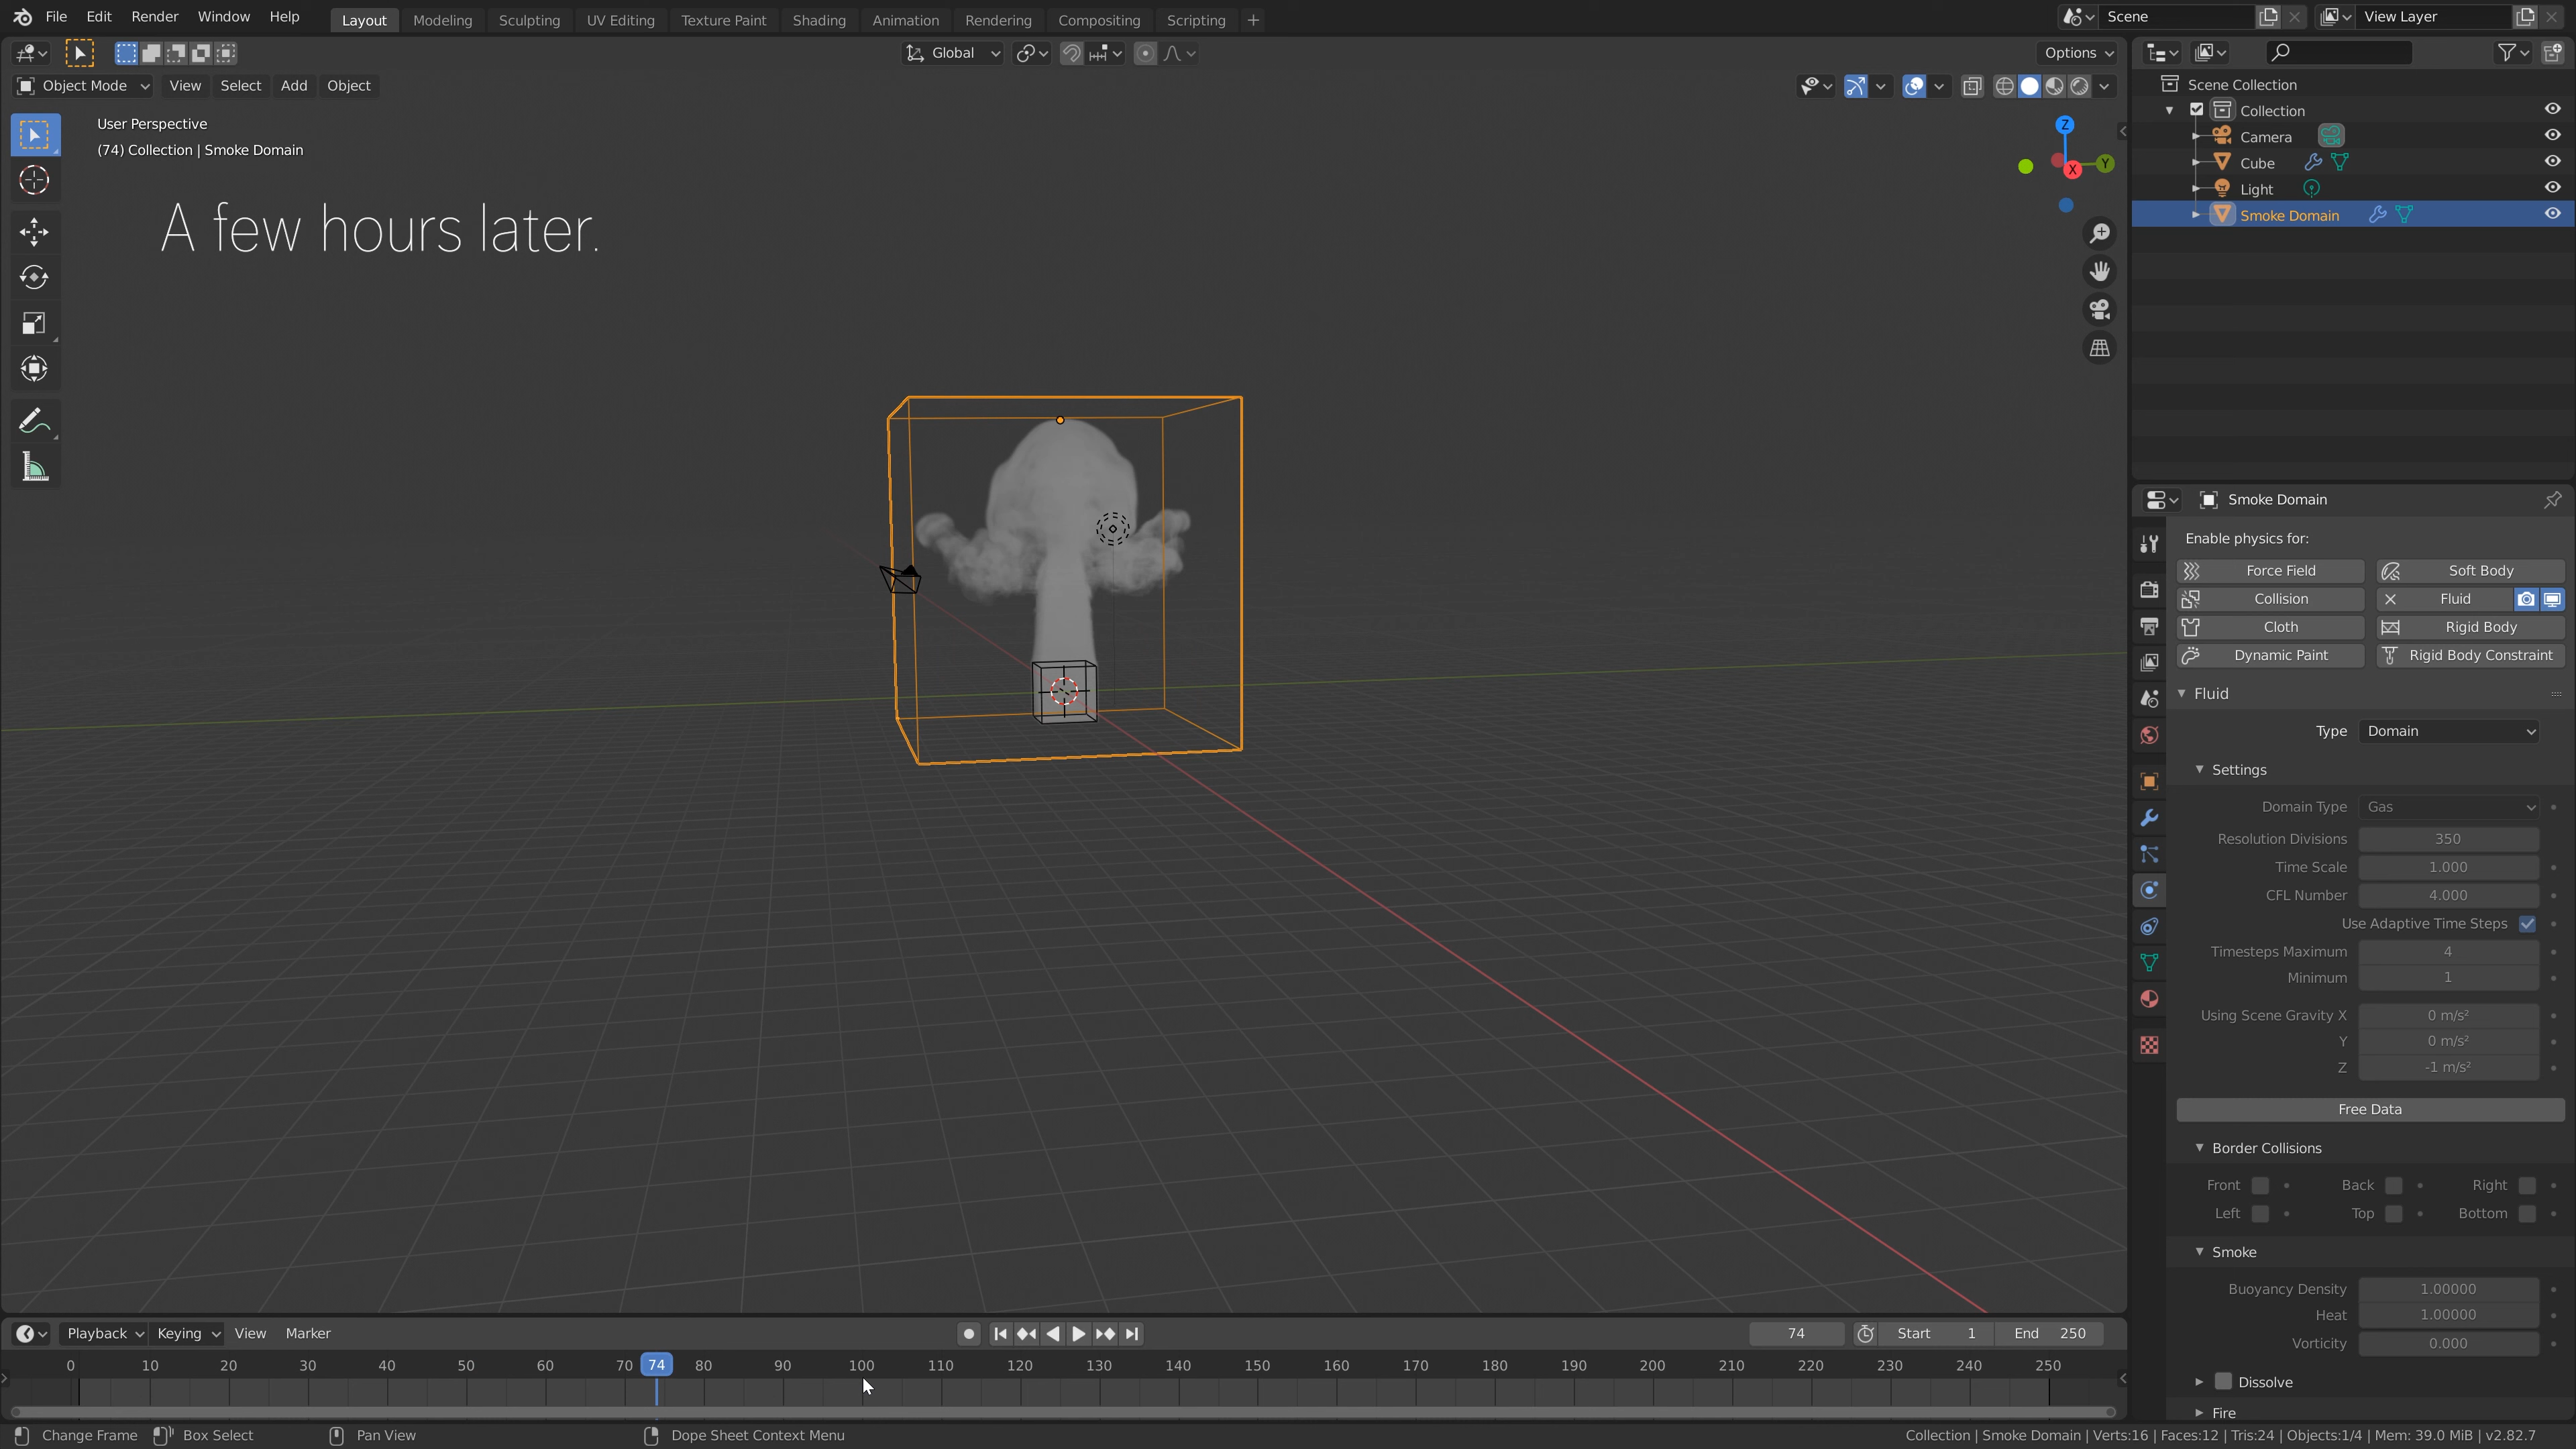 File Edit Render Window Help Layout Modeling Sculpting UV Editing Texture Paint Shading Animation Rendering Compositing Scripting + Scene View Layer
Global Options
Object Mode View Select Add Object
User Perspective
(74) Collection | Smoke Domain
A few hours later.
Z
Y
X
Scene Collection
Collection
Camera
Cube
Light
Smoke Domain
Smoke Domain
Enable physics for:
Force Field Soft Body
Collision Fluid
Cloth Rigid Body
Dynamic Paint Rigid Body Constraint
Fluid
Type Domain
Settings
Domain Type Gas
Resolution Divisions 350
Time Scale 1.000
CFL Number 4.000
Use Adaptive Time Steps
Timesteps Maximum 4
Minimum 1
Using Scene Gravity X 0 m/s²
Y 0 m/s²
Z -1 m/s²
Free Data
Border Collisions
Front Back Right
Left Top Bottom
Smoke
Buoyancy Density 1.00000
Heat 1.00000
Vorticity 0.000
Dissolve
Fire
Playback Keying View Marker 74 Start 1 End 250
0 10 20 30 40 50 60 70 74 80 90 100 110 120 130 140 150 160 170 180 190 200 210 220 230 240 250
Change Frame Box Select Pan View Dope Sheet Context Menu Collection | Smoke Domain | Verts:16 | Faces:12 | Tris:24 | Objects:1/4 | Mem: 39.0 MiB | v2.82.7